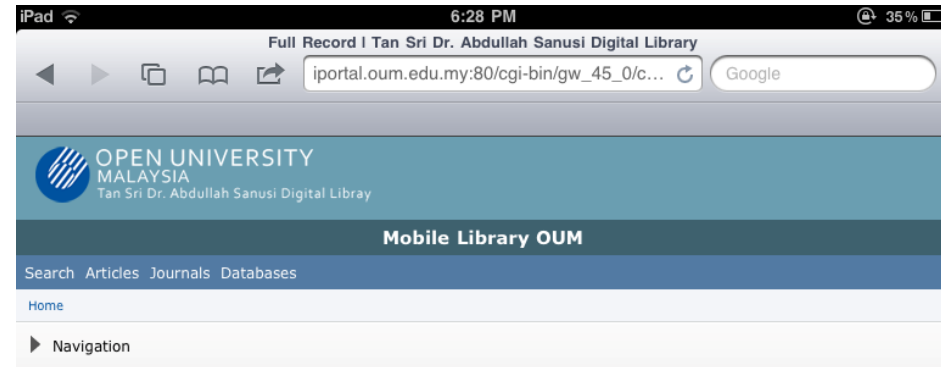 iPad 6:28 PM 35%
Full Record | Tan Sri Dr. Abdullah Sanusi Digital Library
iportal.oum.edu.my:80/cgi-bin/gw_45_0/c... Google
OPEN UNIVERSITY
MALAYSIA
Tan Sri Dr. Abdullah Sanusi Digital Libray
Mobile Library OUM
Search Articles Journals Databases
Home
Navigation